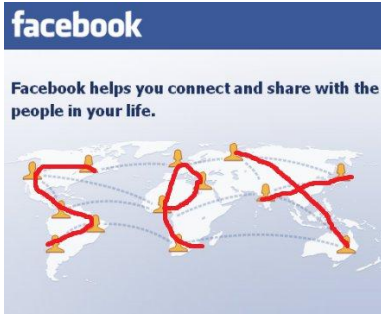 facebook
Facebook helps you connect and share with the
people in your life.
sex